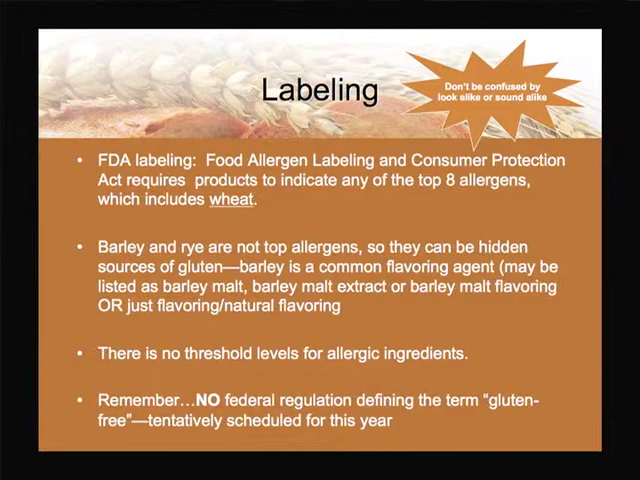 Labeling
Don't be confused by
look alike or sound alike
• FDA labeling: Food Allergen Labeling and Consumer Protection
Act requires products to indicate any of the top 8 allergens,
which includes wheat.
• Barley and rye are not top allergens, so they can be hidden
sources of gluten—barley is a common flavoring agent (may be
listed as barley malt, barley malt extract or barley malt flavoring
OR just flavoring/natural flavoring
• There is no threshold levels for allergic ingredients.
• Remember…NO federal regulation defining the term “gluten-
free”—tentatively scheduled for this year